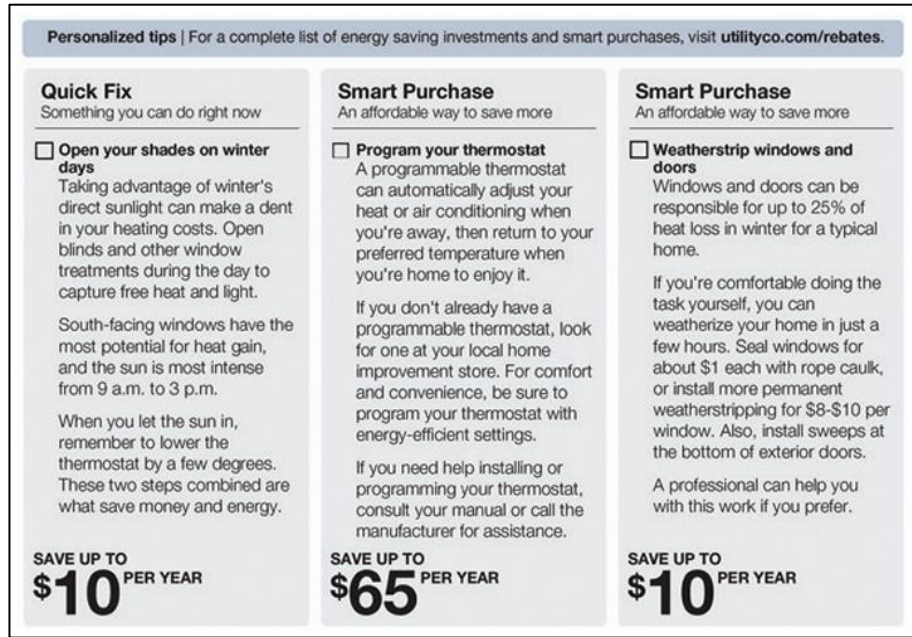 Personalized tips | For a complete list of energy saving investments and smart purchases, visit utilityco.com/rebates.
Quick Fix
Something you can do right now
Open your shades on winter
days
Taking advantage of winter's
direct sunlight can make a dent
in your heating costs. Open
blinds and other window
treatments during the day to
capture free heat and light.
South-facing windows have the
most potential for heat gain,
and the sun is most intense
from 9 a.m. to 3 p.m.
When you let the sun in,
remember to lower the
thermostat by a few degrees.
These two steps combined are
what save money and energy.
SAVE UP TO
$10 PER YEAR
Smart Purchase
An affordable way to save more
Program your thermostat
A programmable thermostat
can automatically adjust your
heat or air conditioning when
you're away, then return to your
preferred temperature when
you're home to enjoy it.
If you don't already have a
programmable thermostat, look
for one at your local home
improvement store. For comfort
and convenience, be sure to
program your thermostat with
energy-efficient settings.
If you need help installing or
programming your thermostat,
consult your manual or call the
manufacturer for assistance.
SAVE UP TO
$65 PER YEAR
Smart Purchase
An affordable way to save more
Weatherstrip windows and
doors
Windows and doors can be
responsible for up to 25% of
heat loss in winter for a typical
home.
If you're comfortable doing the
task yourself, you can
weatherize your home in just a
few hours. Seal windows for
about $1 each with rope caulk,
or install more permanent
weatherstripping for $8-$10 per
window. Also, install sweeps at
the bottom of exterior doors.
A professional can help you
with this work if you prefer.
SAVE UP TO
$10 PER YEAR